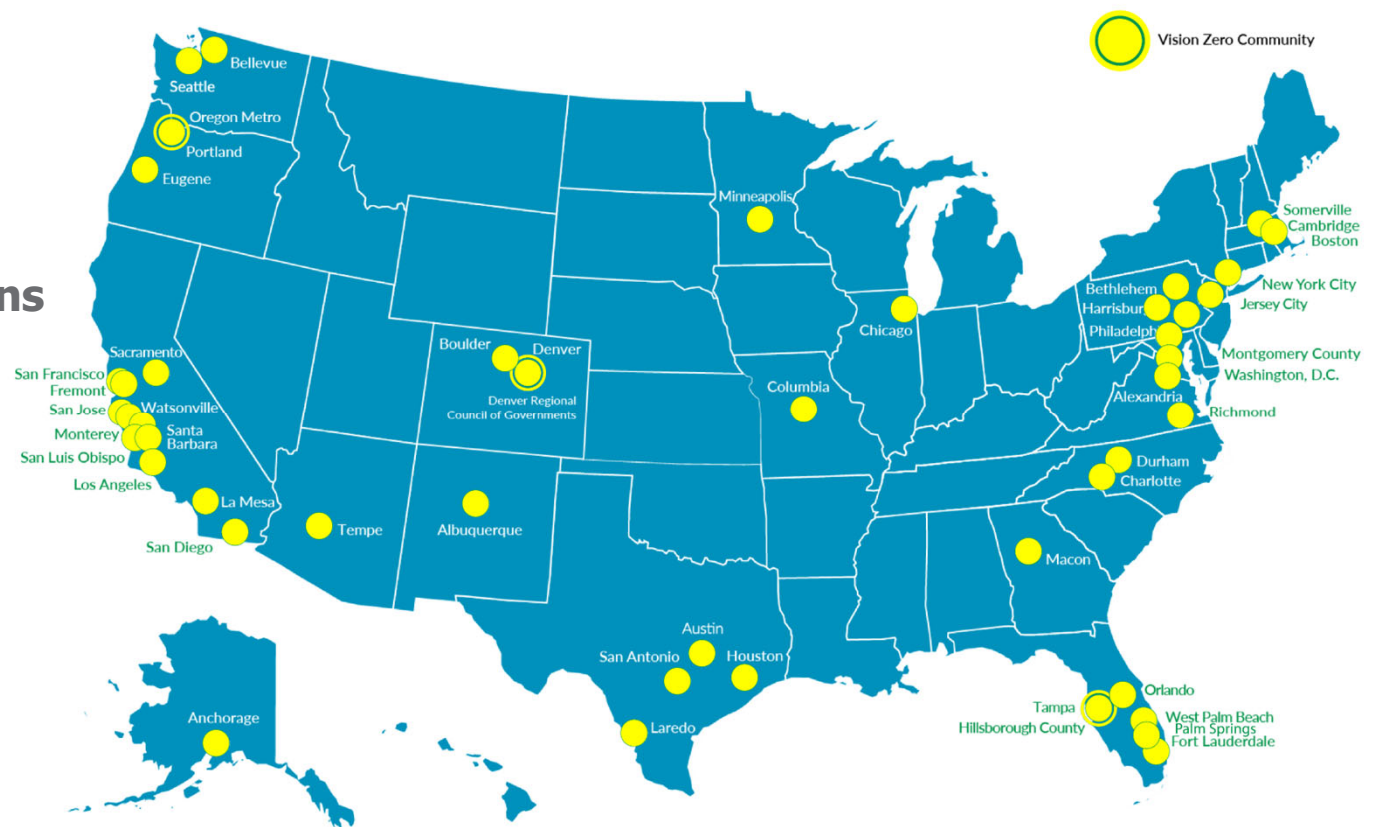 Vision Zero Community
Bellevue
Seattle
Oregon Metro
Portland
Eugene
ns
Minneapolis
Somerville
Cambridge
Boston
New York City
Jersey City
Bethlehem
Harrisbur
Philadelph
Montgomery County
Washington, D.C.
Alexandria
Richmond
Chicago
Boulder
Denver
Denver Regional
Council of Governments
Columbia
Sacramento
San Francisco
Fremont
San Jose
Watsonville
Monterey
Santa
Barbara
San Luis Obispo
Los Angeles
La Mesa
San Diego
Tempe
Albuquerque
Durham
Charlotte
Macon
Austin
San Antonio
Houston
Laredo
Anchorage
Orlando
Tampa
Hillsborough County
West Palm Beach
Palm Springs
Fort Lauderdale